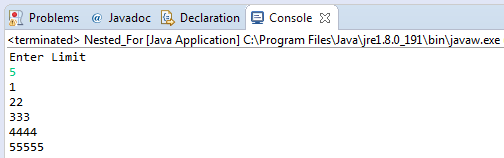 Problems @ Javadoc Declaration Console
<terminated> Nested_For [Java Application] C:\Program Files\Java\jre1.8.0_191\bin\javaw.exe
Enter Limit
5
1
22
333
4444
55555